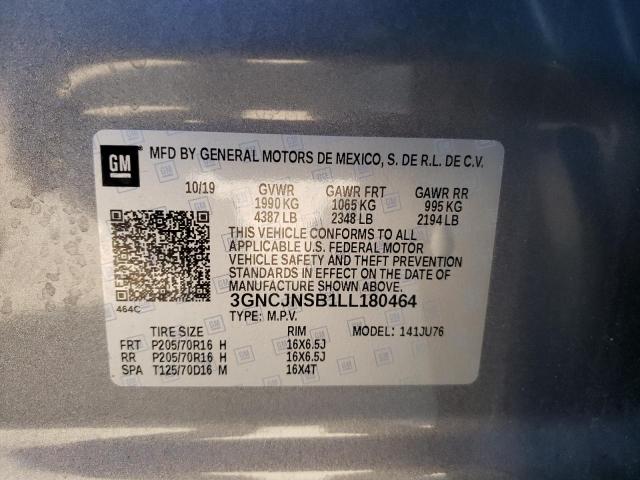 GM MFD BY GENERAL MOTORS DE MEXICO, S. DE R.L. DE C.V.
10/19 GVWR GAWR FRT GAWR RR
1990 KG 1065 KG 995 KG
4387 LB 2348 LB 2194 LB
THIS VEHICLE CONFORMS TO ALL
APPLICABLE U.S. FEDERAL MOTOR
VEHICLE SAFETY AND THEFT PREVENTION
STANDARDS IN EFFECT ON THE DATE OF
MANUFACTURE SHOWN ABOVE.
464C 3GNCJNSB1LL180464
TYPE: M.P.V.
TIRE SIZE RIM MODEL: 141JU76
FRT P205/70R16 H 16X6.5J
RR P205/70R16 H 16X6.5J
SPA T125/70D16 M 16X4T